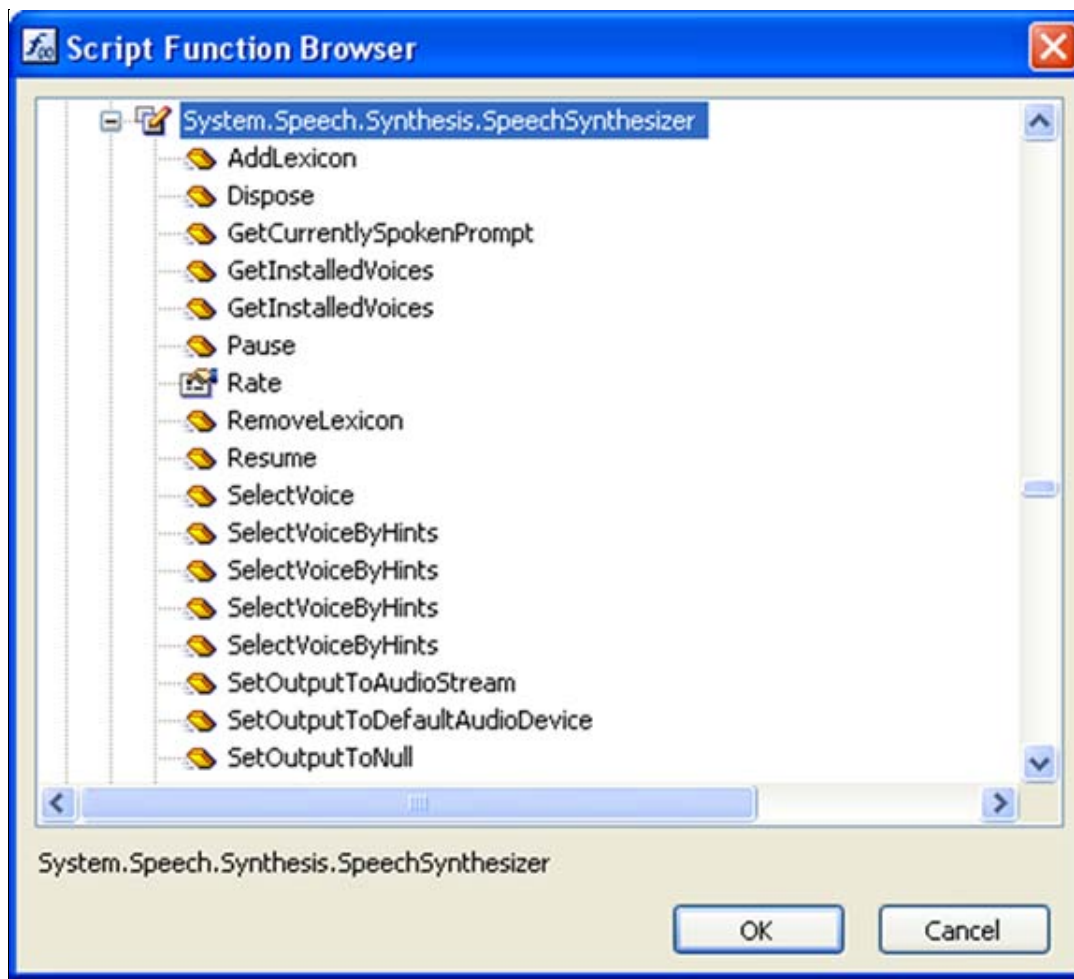 Script Function Browser
System.Speech.Synthesis.SpeechSynthesizer
AddLexicon
Dispose
GetCurrentlySpokenPrompt
GetInstalledVoices
GetInstalledVoices
Pause
Rate
RemoveLexicon
Resume
SelectVoice
SelectVoiceByHints
SelectVoiceByHints
SelectVoiceByHints
SelectVoiceByHints
SetOutputToAudioStream
SetOutputToDefaultAudioDevice
SetOutputToNull
System.Speech.Synthesis.SpeechSynthesizer
OK Cancel